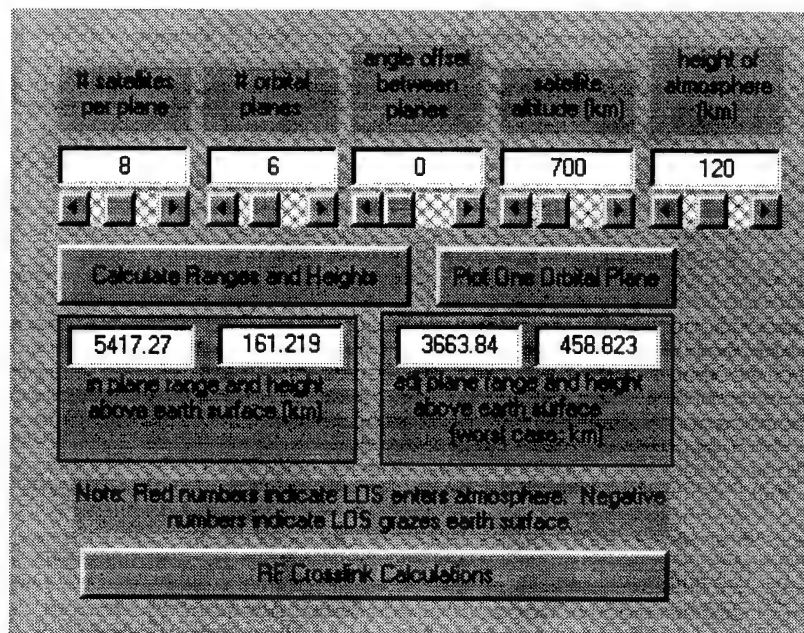 # satellites
per plane
# orbital
planes
angle offset
between
planes
satellite
altitude (km)
height of
atmosphere
(km)
8
6
0
700
120
Calculate Ranges and Heights
Plot One Orbital Plane
5417.27
161.219
in plane range and height
above earth surface (km)
3663.84
458.823
adj plane range and height
above earth surface
(worst case, km)
Note: Red numbers indicate LOS enters atmosphere. Negative
numbers indicate LOS grazes earth surface.
RF Crosslink Calculations